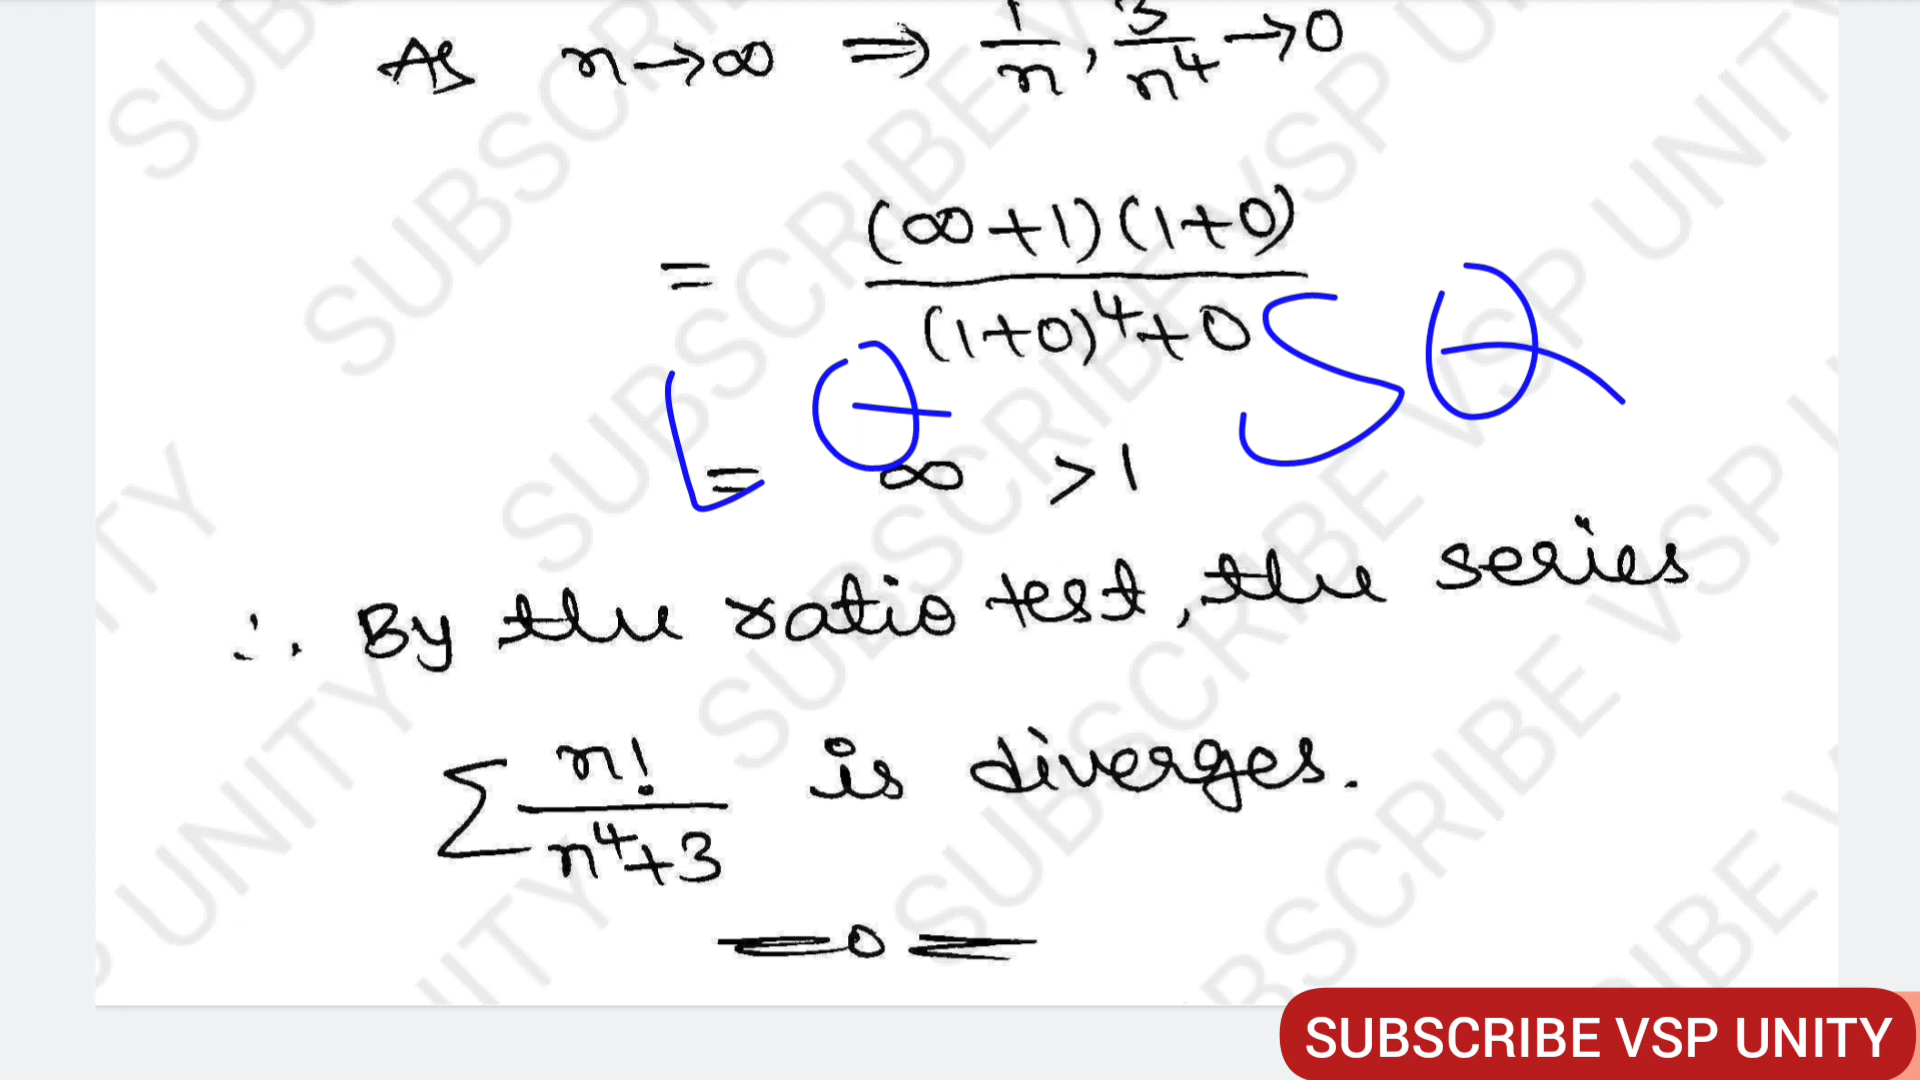 As n→∞ ⇒ 1/n, 3/n⁴ →0
= (∞+1)(1+0) / (1+0)⁴+0
= ∞ >1
∴ By the ratio test, the series
∑ n!/n⁴+3 is diverges.
SUBSCRIBE VSP UNITY